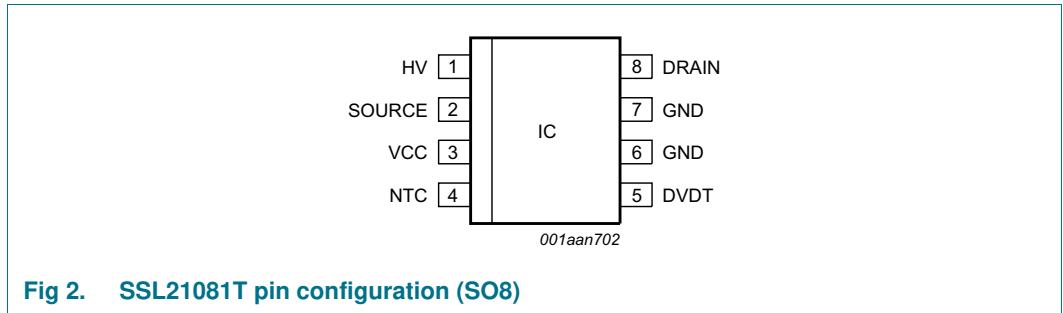 HV 1 8 DRAIN
SOURCE 2 7 GND
IC
VCC 3 6 GND
NTC 4 5 DVDT
001aan702
Fig 2. SSL21081T pin configuration (SO8)